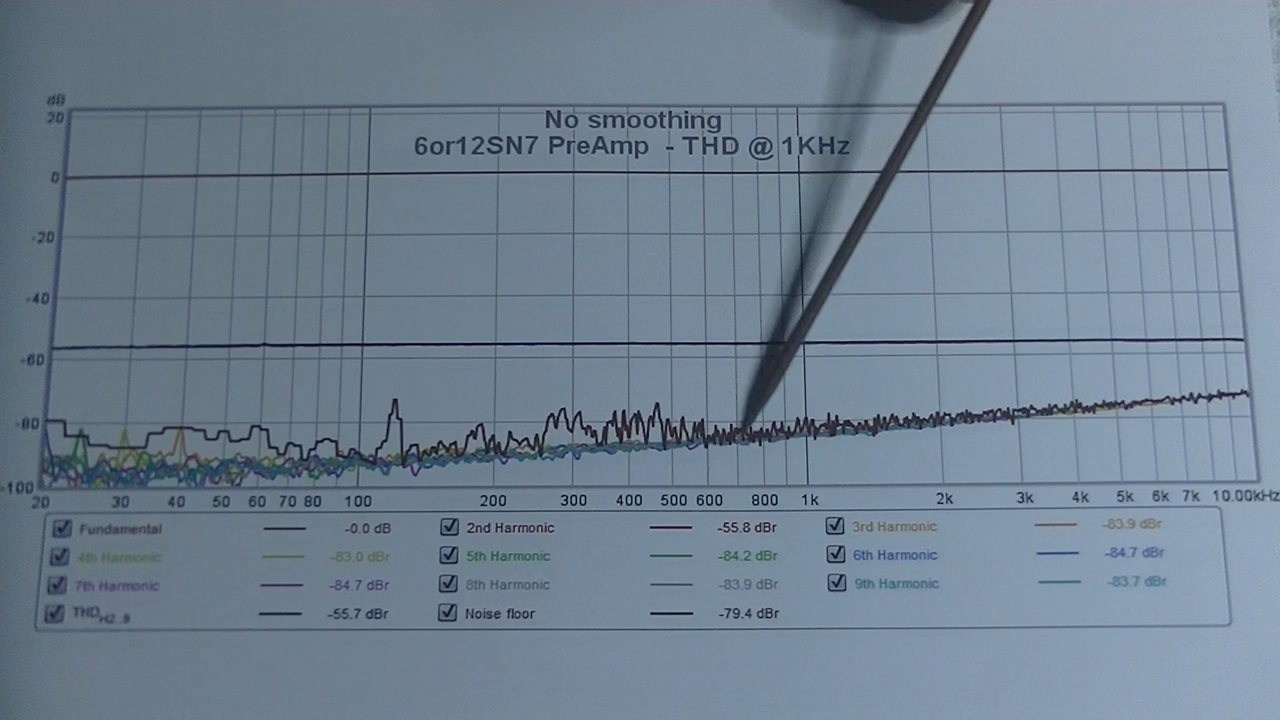 dB
No smoothing
6or12SN7 PreAmp - THD @ 1KHz
20
0
-20
-40
-60
-80
-100
20 30 40 50 60 70 80 100 200 300 400 500 600 800 1k 2k 3k 4k 5k 6k 7k 10.00kHz
Fundamental -0.0 dB 2nd Harmonic -55.8 dBr 3rd Harmonic -83.9 dBr
4th Harmonic -83.0 dBr 5th Harmonic -84.2 dBr 6th Harmonic -84.7 dBr
7th Harmonic -84.7 dBr 8th Harmonic -83.9 dBr 9th Harmonic -83.7 dBr
THD -55.7 dBr Noise floor -79.4 dBr